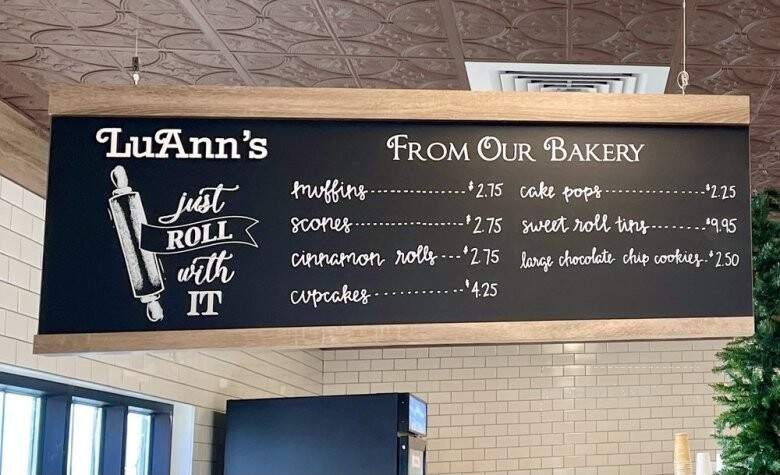 LuAnn's
just
ROLL
with
IT
From Our Bakery
muffins $2.75
scones $2.75
cinnamon rolls $2.75
cupcakes $4.25
cake pops $2.25
sweet roll tins $9.95
large chocolate chip cookies $2.50